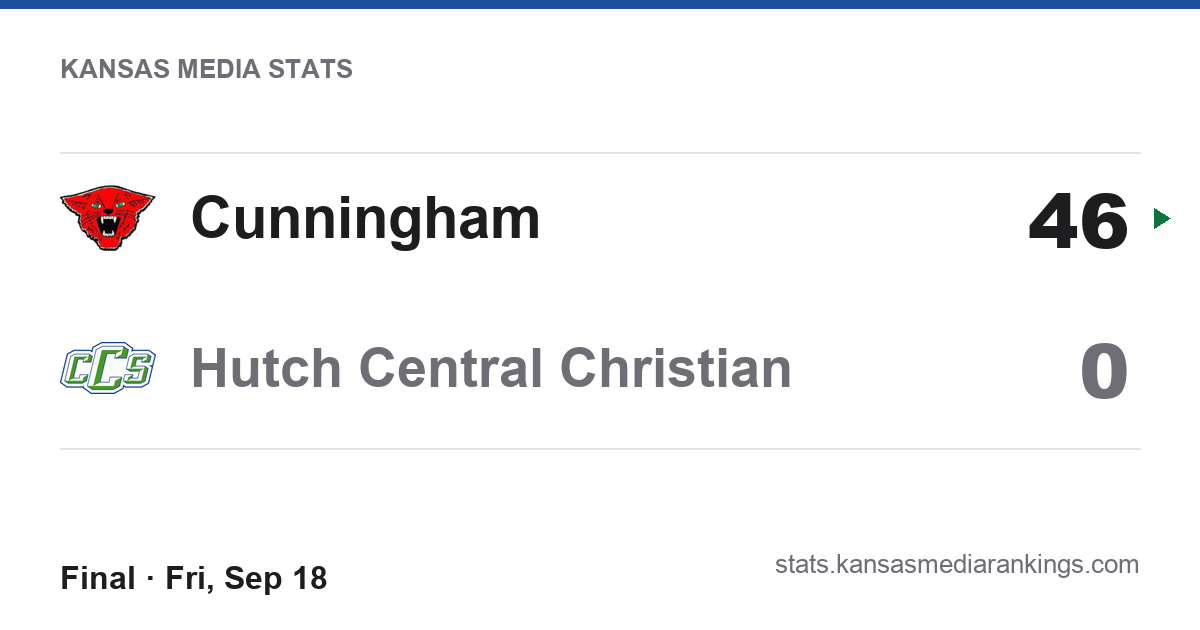 KANSAS MEDIA STATS
Cunningham 46
CCS Hutch Central Christian 0
Final · Fri, Sep 18
stats.kansasmediarankings.com